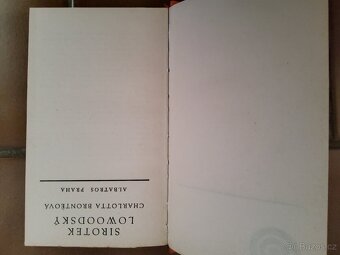 SIROTEK
LOWOODSKÝ
CHARLOTTA BRONTËOVÁ
ALBATROS PRAHA